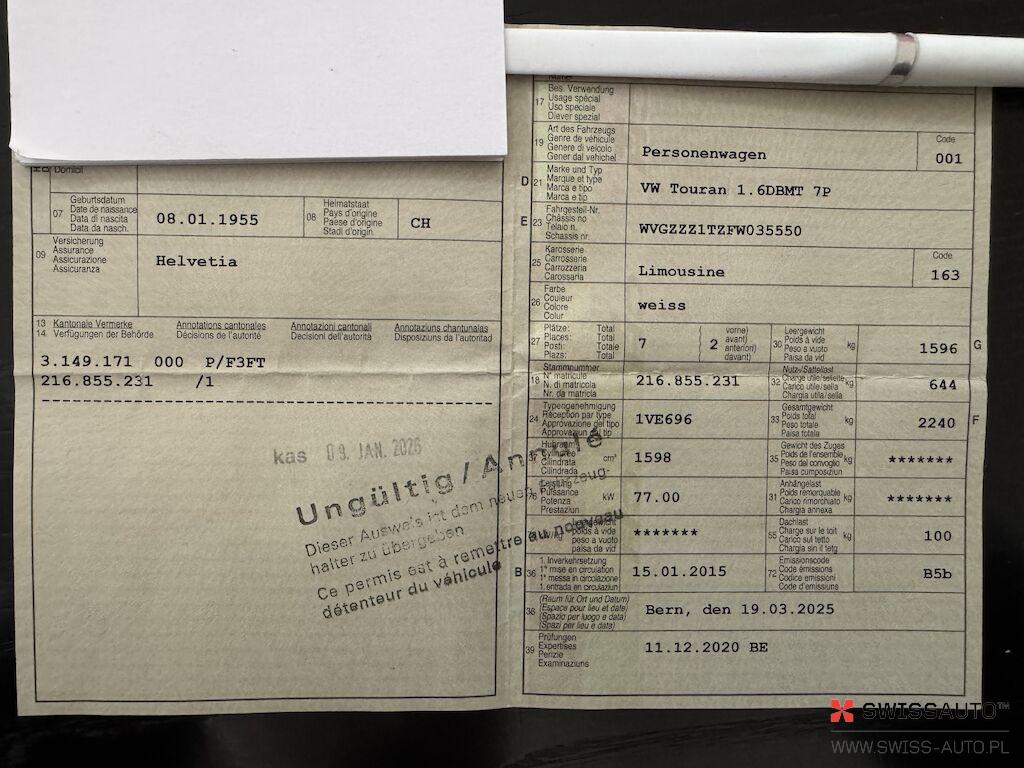 Domicil
07 Geburtsdatum
Date de naissance
Data di nascita
Data da nasch.
08.01.1955
08 Heimatstaat
Pays d'origine
Paese d'origine
Stadi d'origin
CH
09 Versicherung
Assurance
Assicurazione
Assicuranza
Helvetia
13 Kantonale Vermerke Annotations cantonales Annotazioni cantonali Annotaziuns chantunalas
14 Verfügungen der Behörde Décisions de l'autorité Decisioni dell'autorità Disposiziuns da l'autoritad
3.149.171 000 P/F3FT
216.855.231 /1
kas 09. JAN. 2026
Ungültig / Annulé
Dieser Ausweis ist dem neuen Fahrzeug-
halter zu übergeben
Ce permis est à remettre au nouveau
détenteur du véhicule
17 Bes. Verwendung
Usage spécial
Uso speciale
Diever spezial
19 Art des Fahrzeugs
Genre de véhicule
Genere di veicolo
Gener dal vehichel
Personenwagen
Code
001
D 21 Marke und Typ
Marque et type
Marca e tipo
Marca e tip
VW Touran 1.6DBMT 7P
E 23 Fahrgestell-Nr.
Châssis no
Telaio n.
Schassis nr.
WVGZZZ1TZFW035550
25 Karosserie
Carrosserie
Carrozzeria
Carossaria
Limousine
Code
163
26 Farbe
Couleur
Colore
Colur
weiss
27 Plätze: Total
Places: Total
Posti: Totale
Plazs: Total
7
2
vorne)
avant)
anteriori)
davant)
30 Leergewicht
Poids à vide
Peso a vuoto
Paisa da vid
kg
1596
G
18 Stammnummer
N° matricule
N. di matricola
Nr. da matricla
216.855.231
32 Nutz-/Sattellast
Charge utile/sellette
Carico utile/sella
Chargia utila/sella
kg
644
24 Typengenehmigung
Réception par type
Approvazione del tipo
Approvaziun dal tip
1VE696
33 Gesamtgewicht
Poids total
Peso totale
Paisa totala
kg
2240
F
Hubraum
Cylindrée
Cilindrata
Cilindrada
cm³
1598
35 Gewicht des Zuges
Poids de l'ensemble
Peso del convoglio
Paisa cumposiziun
kg
*******
76 Leistung
Puissance
Potenza
Prestaziun
kW
77.00
31 Anhängelast
Poids remorquable
Carico rimorchiato
Chargia annexa
kg
*******
poids à vide
peso a vuoto
paisa da vid
*******
55 Dachlast
Charge sur le toit
Carico sul tetto
Chargia sin il tetg
kg
100
B 36 1. Inverkehrsetzung
1re mise en circulation
1a messa in circolazione
1. entrada en circulaziun
15.01.2015
72 Emissionscode
Code émissions
Codice emissioni
Code d'emissiuns
B5b
38 (Raum für Ort und Datum)
(Espace pour lieu et date)
(Spazio per luogo e data)
(Spazi per lieu e data)
Bern, den 19.03.2025
39 Prüfungen
Expertises
Perizie
Examinaziuns
11.12.2020 BE
SWISSAUTO™
WWW.SWISS-AUTO.PL